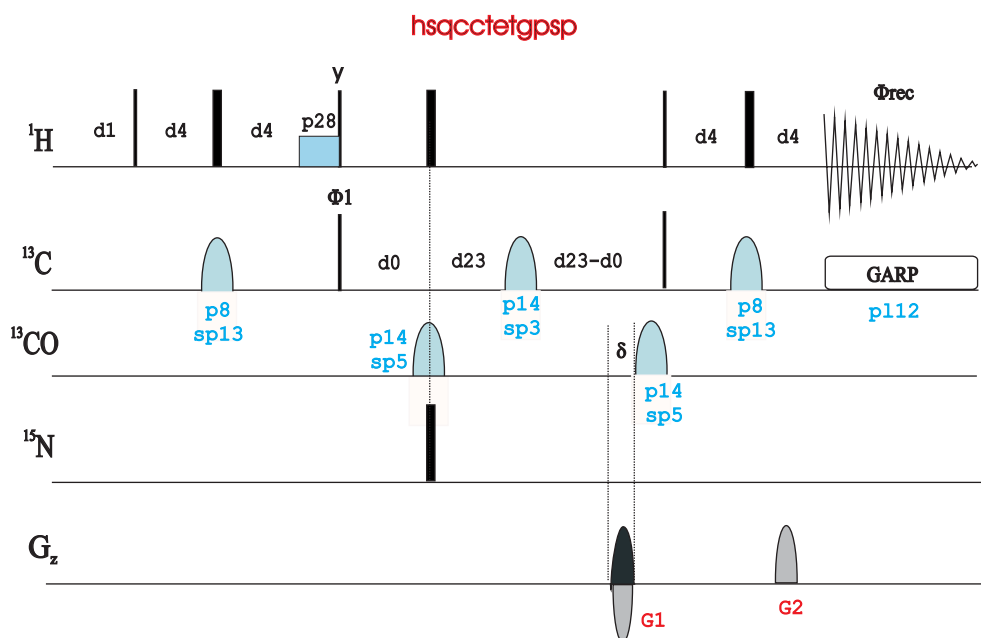 hsqcctetgpsp
y
Φrec
¹H
d1
d4
d4
p28
d4
d4
Φ1
¹³C
d0
d23
d23-d0
GARP
p8
sp13
p14
sp3
p8
sp13
pl12
¹³CO
p14
sp5
δ
p14
sp5
¹⁵N
Gz
G1
G2